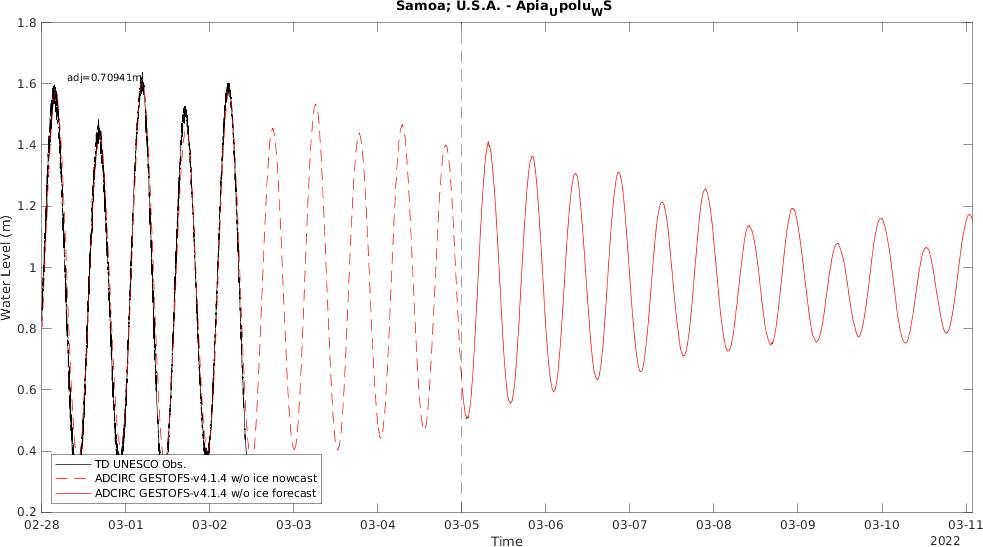 Samoa; U.S.A. - ApiaUpoluWS
adj=0.70941m
Water Level (m)
1.8
1.6
1.4
1.2
1
0.8
0.6
0.4
0.2
TD UNESCO Obs.
ADCIRC GESTOFS-v4.1.4 w/o ice nowcast
ADCIRC GESTOFS-v4.1.4 w/o ice forecast
02-28 03-01 03-02 03-03 03-04 03-05 03-06 03-07 03-08 03-09 03-10 03-11
Time
2022